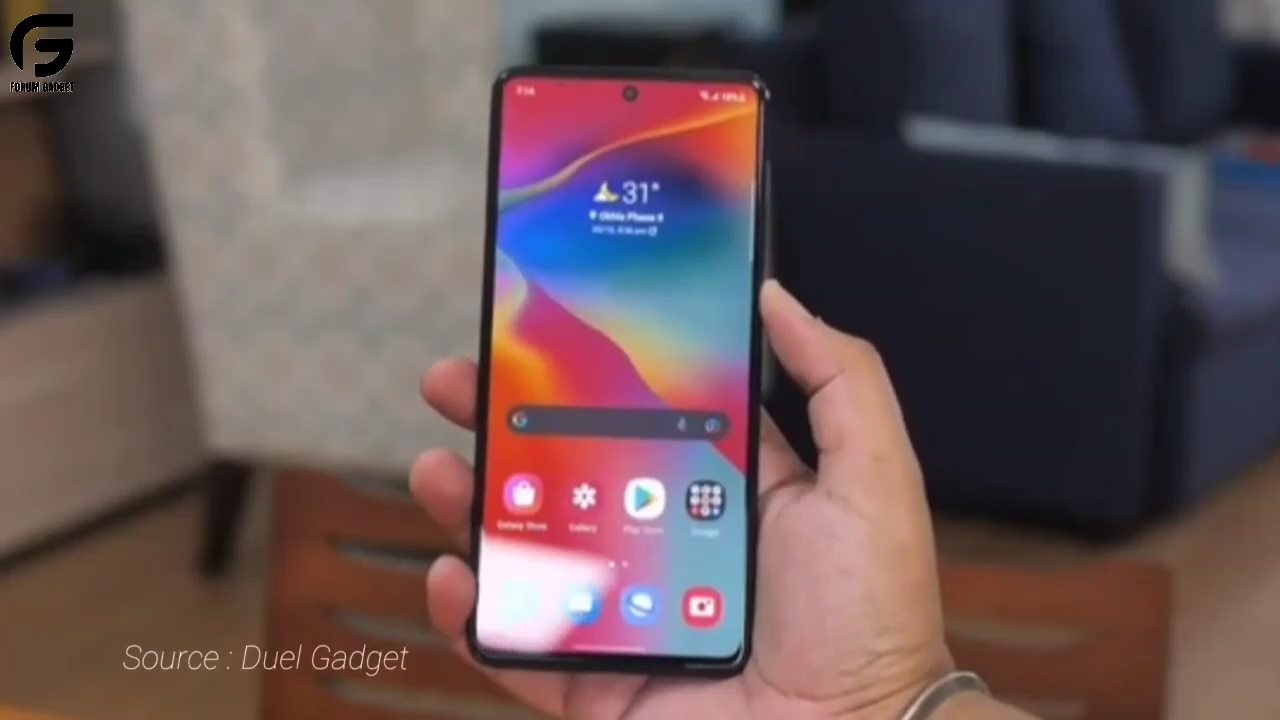 FORUM GADGET
31°
Galaxy Store
Gallery
Play Store
Google
Source : Duel Gadget